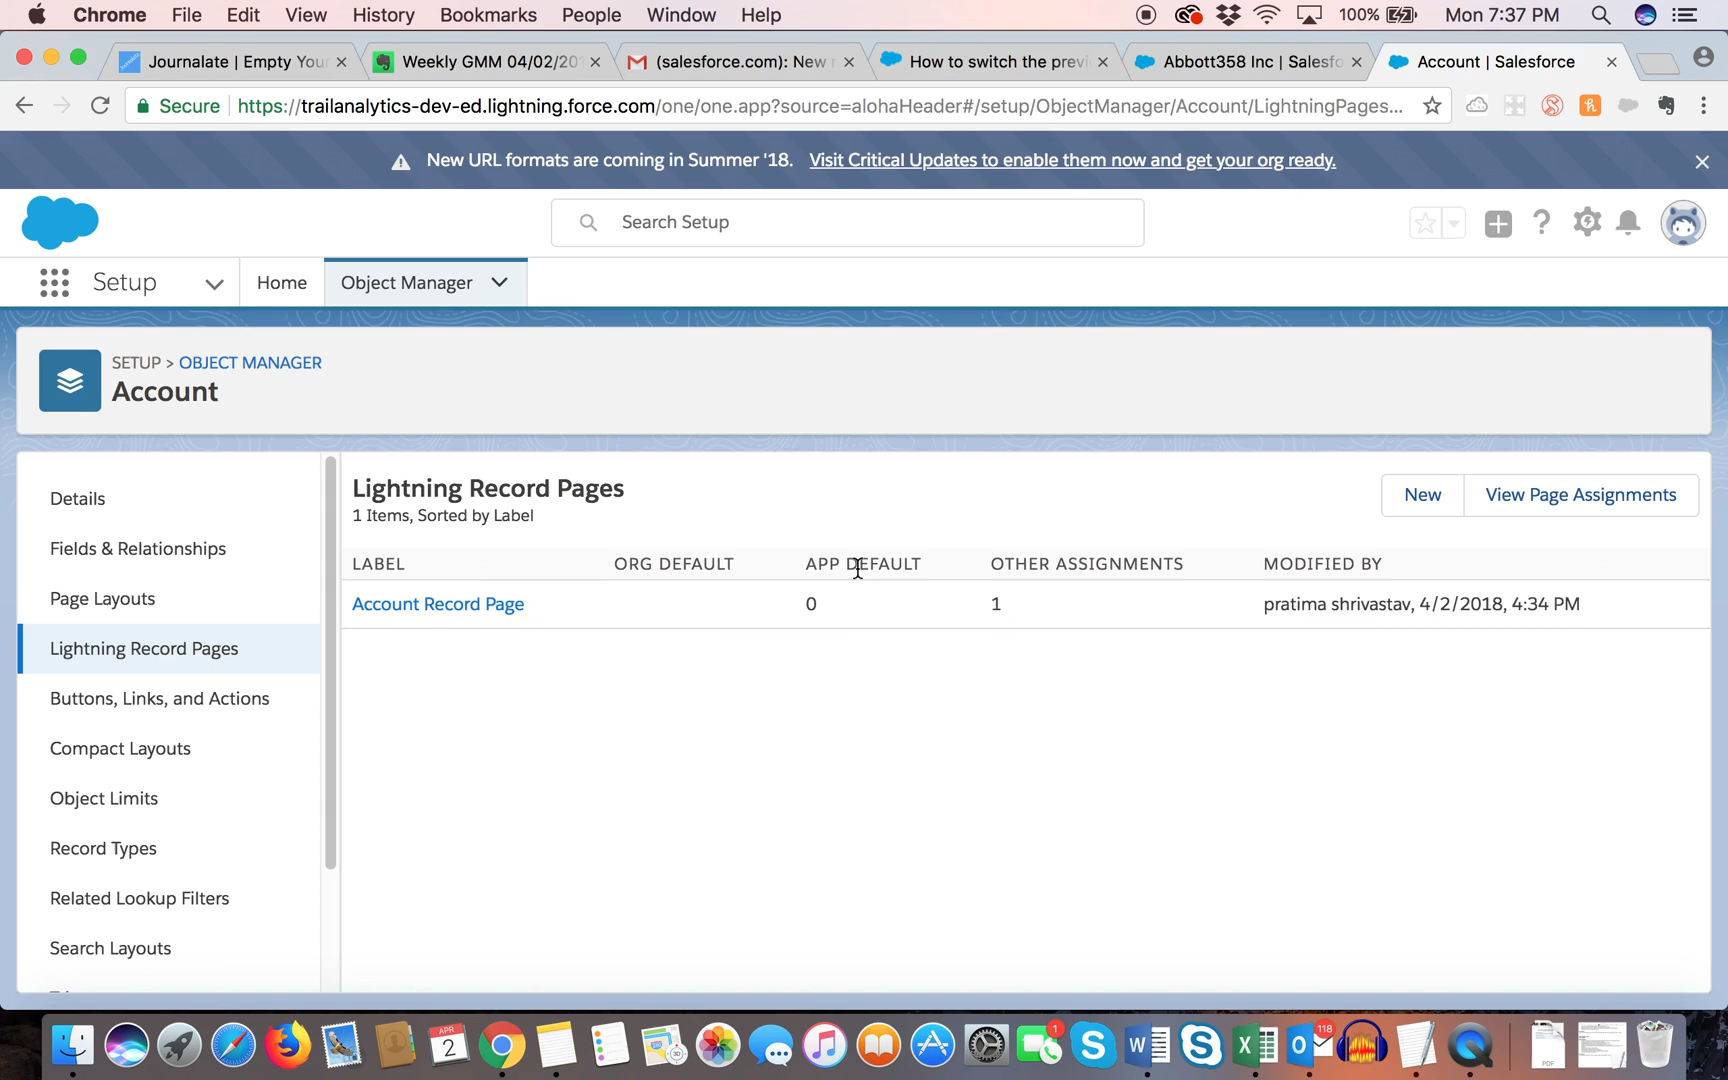 Chrome File Edit View History Bookmarks People Window Help 100% Mon 7:37 PM
Journalate | Empty You
Weekly GMM 04/02/20
(salesforce.com): New
How to switch the previ
Abbott358 Inc | Salesfo
Account | Salesforce
Secure https://trailanalytics-dev-ed.lightning.force.com/one/one.app?source=alohaHeader#/setup/ObjectManager/Account/LightningPages...
New URL formats are coming in Summer '18. Visit Critical Updates to enable them now and get your org ready.
Search Setup
Setup Home Object Manager
SETUP > OBJECT MANAGER
Account
Details
Fields & Relationships
Page Layouts
Lightning Record Pages
Buttons, Links, and Actions
Compact Layouts
Object Limits
Record Types
Related Lookup Filters
Search Layouts
Lightning Record Pages
1 Items, Sorted by Label
New View Page Assignments
LABEL ORG DEFAULT APP DEFAULT OTHER ASSIGNMENTS MODIFIED BY
Account Record Page 0 1 pratima shrivastav, 4/2/2018, 4:34 PM
APR
2
1
118
PDF